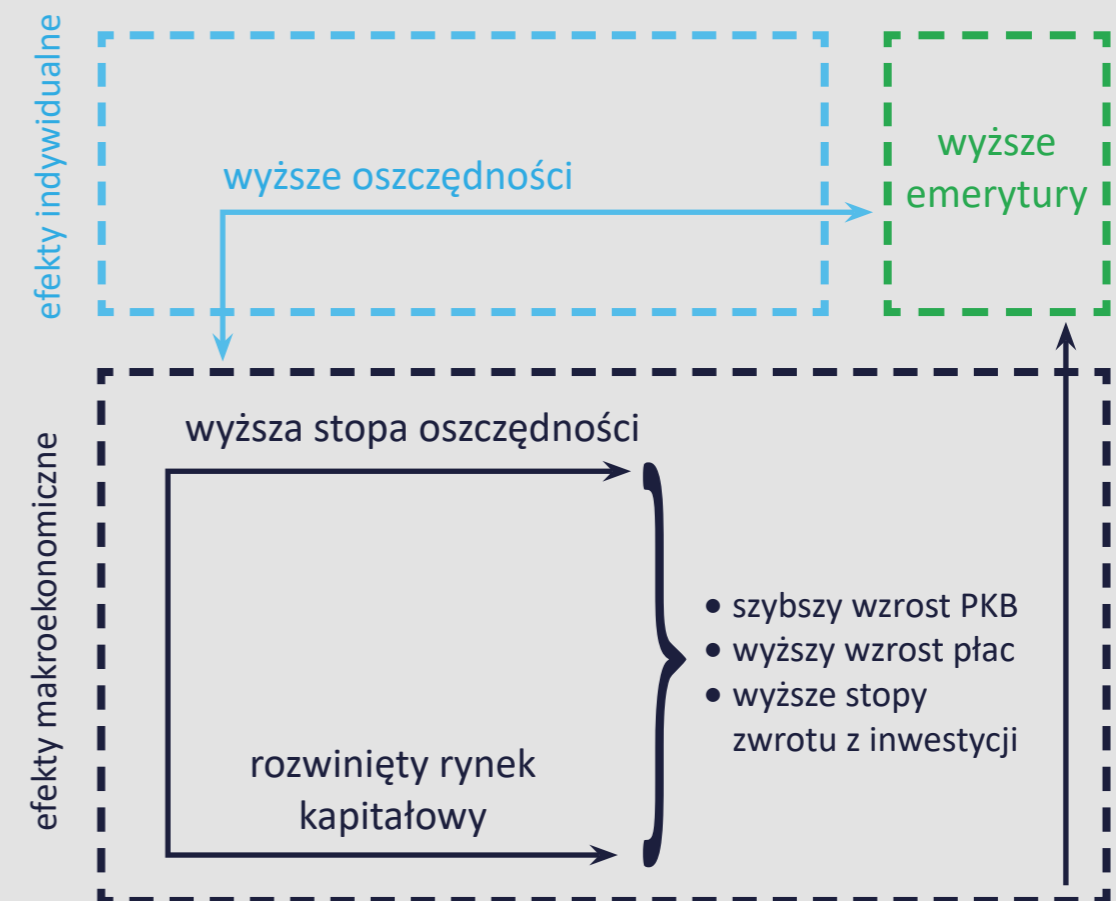 efekty indywidualne
wyższe oszczędności
wyższe
emerytury
efekty makroekonomiczne
wyższa stopa oszczędności
rozwinięty rynek
kapitałowy
• szybszy wzrost PKB
• wyższy wzrost płac
• wyższe stopy
zwrotu z inwestycji